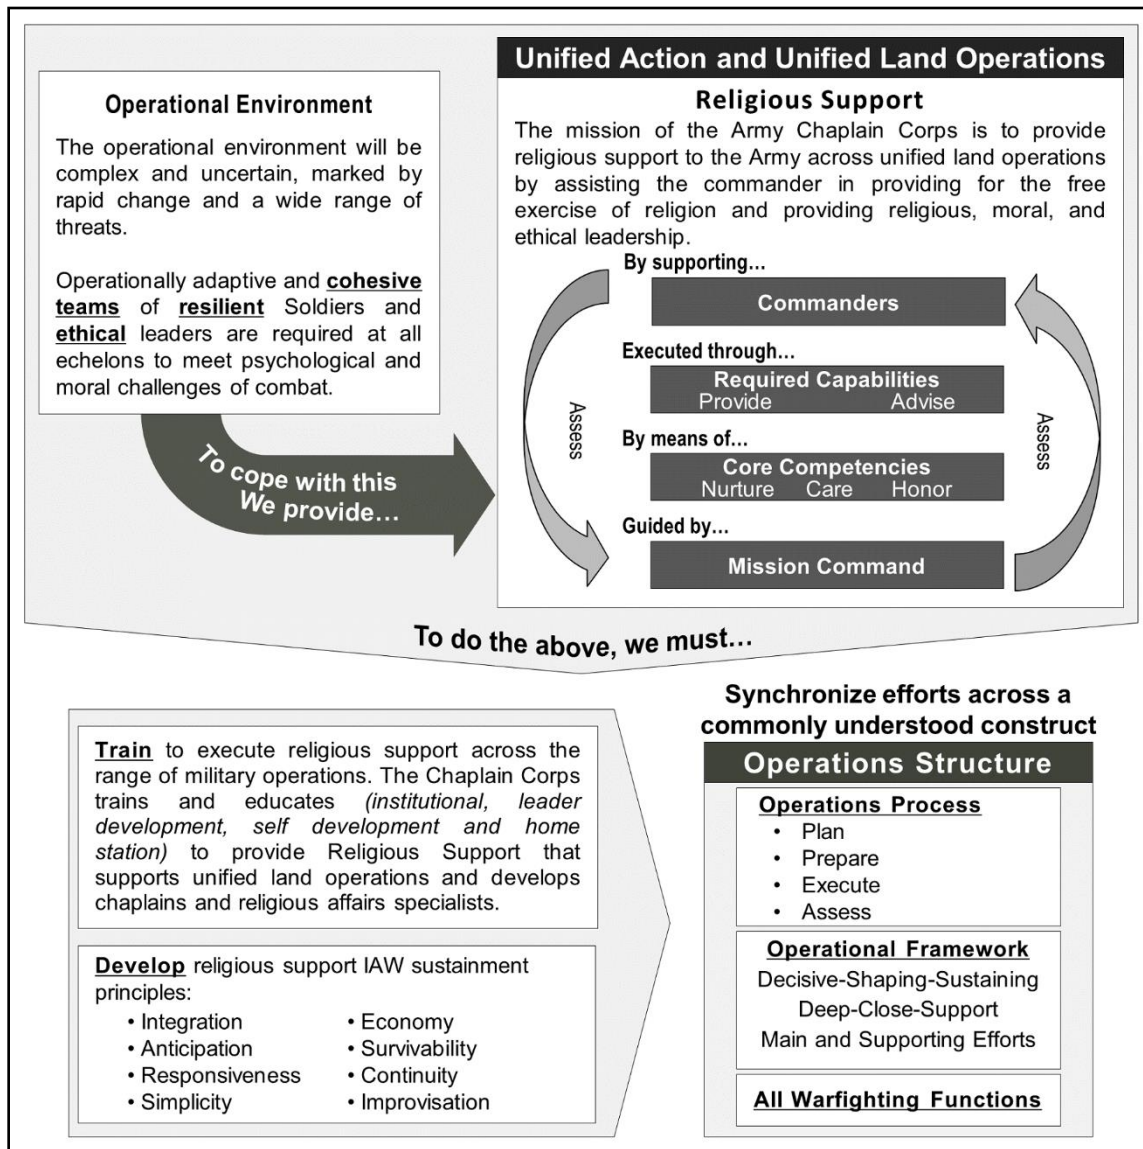 Operational Environment
The operational environment will be
complex and uncertain, marked by
rapid change and a wide range of
threats.
Operationally adaptive and cohesive
teams of resilient Soldiers and
ethical leaders are required at all
echelons to meet psychological and
moral challenges of combat.
To cope with this
We provide…
Unified Action and Unified Land Operations
Religious Support
The mission of the Army Chaplain Corps is to provide
religious support to the Army across unified land operations
by assisting the commander in providing for the free
exercise of religion and providing religious, moral, and
ethical leadership.
By supporting…
Commanders
Executed through…
Required Capabilities
Provide Advise
By means of…
Core Competencies
Nurture Care Honor
Guided by…
Mission Command
Assess
Assess
To do the above, we must…
Train to execute religious support across the
range of military operations. The Chaplain Corps
trains and educates (institutional, leader
development, self development and home
station) to provide Religious Support that
supports unified land operations and develops
chaplains and religious affairs specialists.
Develop religious support IAW sustainment
principles:
• Integration
• Anticipation
• Responsiveness
• Simplicity
• Economy
• Survivability
• Continuity
• Improvisation
Synchronize efforts across a
commonly understood construct
Operations Structure
Operations Process
• Plan
• Prepare
• Execute
• Assess
Operational Framework
Decisive-Shaping-Sustaining
Deep-Close-Support
Main and Supporting Efforts
All Warfighting Functions